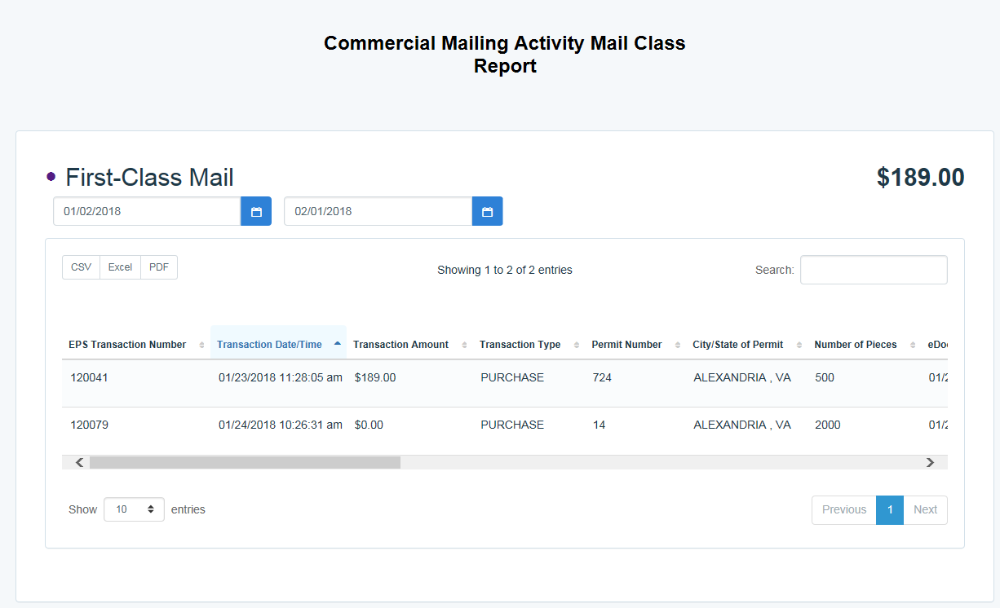 Commercial Mailing Activity Mail Class
Report
First-Class Mail $189.00
01/02/2018 02/01/2018
CSV Excel PDF Showing 1 to 2 of 2 entries Search:
EPS Transaction Number Transaction Date/Time Transaction Amount Transaction Type Permit Number City/State of Permit Number of Pieces eDoc
120041 01/23/2018 11:28:05 am $189.00 PURCHASE 724 ALEXANDRIA , VA 500 01/2
120079 01/24/2018 10:26:31 am $0.00 PURCHASE 14 ALEXANDRIA , VA 2000 01/2
Show 10 entries Previous 1 Next